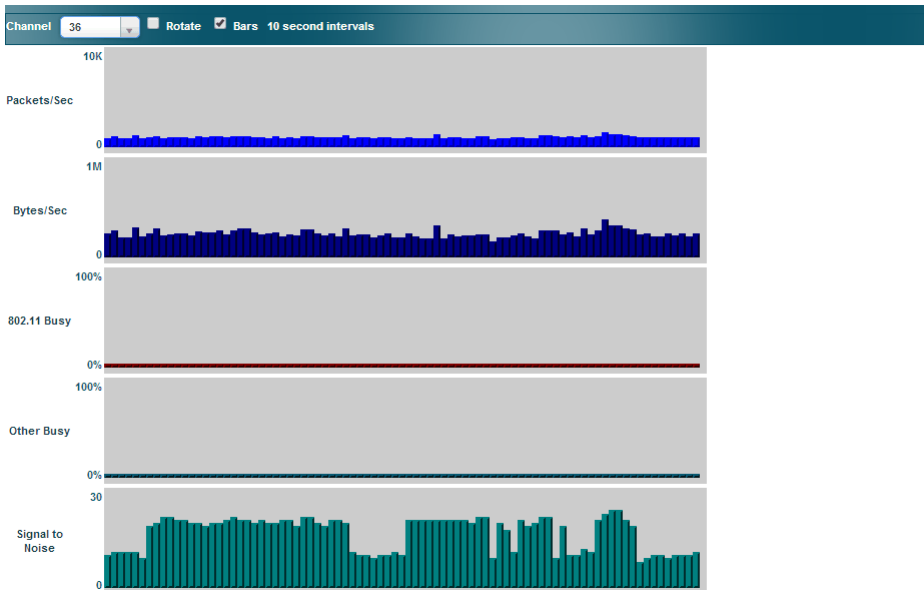 Channel 36 Rotate Bars 10 second intervals
10K
Packets/Sec
0
1M
Bytes/Sec
0
100%
802.11 Busy
0%
100%
Other Busy
0%
30
Signal to
Noise
0